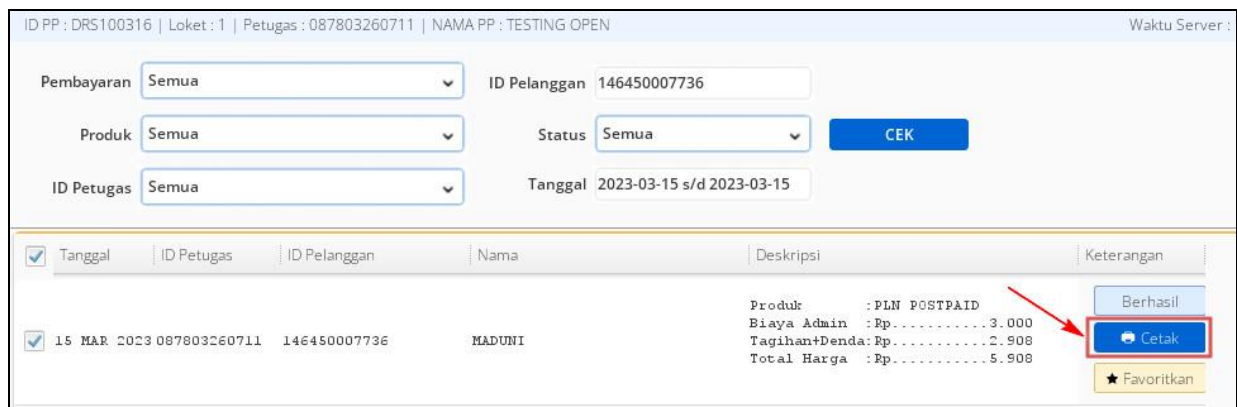 ID PP : DRS100316 | Loket : 1 | Petugas : 087803260711 | NAMA PP : TESTING OPEN Waktu Server :
Pembayaran Semua ID Pelanggan 146450007736
Produk Semua Status Semua CEK
ID Petugas Semua Tanggal 2023-03-15 s/d 2023-03-15
Tanggal ID Petugas ID Pelanggan Nama Deskripsi Keterangan
Produk :PLN POSTPAID Berhasil
Biaya Admin :Rp...........3.000
15 MAR 2023 087803260711 146450007736 MADUNI Tagihan+Denda:Rp...........2.908 Cetak
Total Harga :Rp...........5.908
Favoritkan